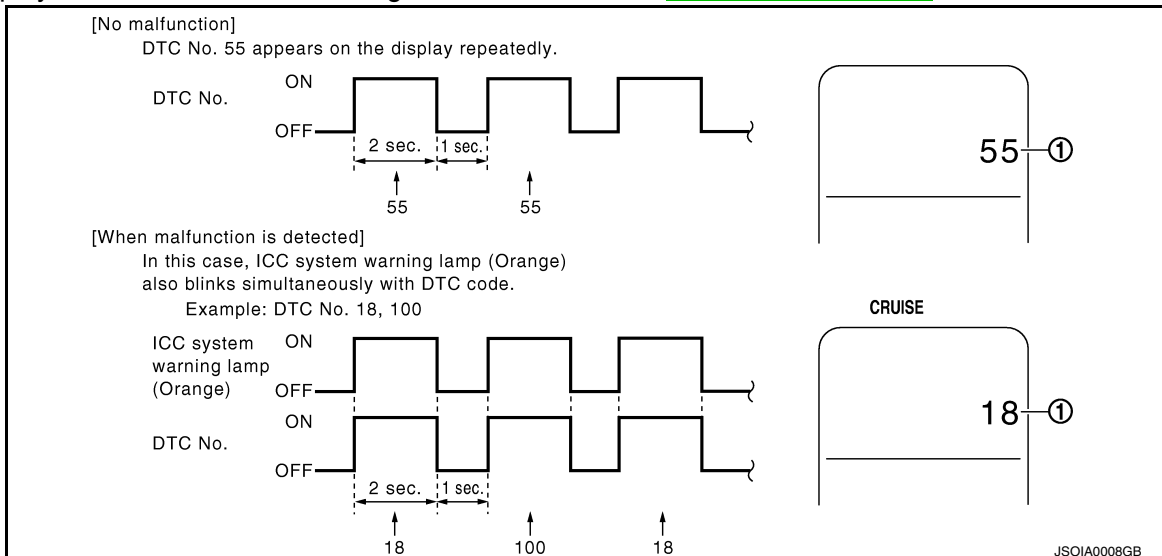 [No malfunction]
DTC No. 55 appears on the display repeatedly.
DTC No.
ON
OFF
2 sec.
1 sec.
55
55
55
①
[When malfunction is detected]
In this case, ICC system warning lamp (Orange)
also blinks simultaneously with DTC code.
Example: DTC No. 18, 100
ICC system
warning lamp
(Orange)
ON
OFF
DTC No.
ON
OFF
2 sec.
1 sec.
18
100
18
CRUISE
18
①
JSOIA0008GB